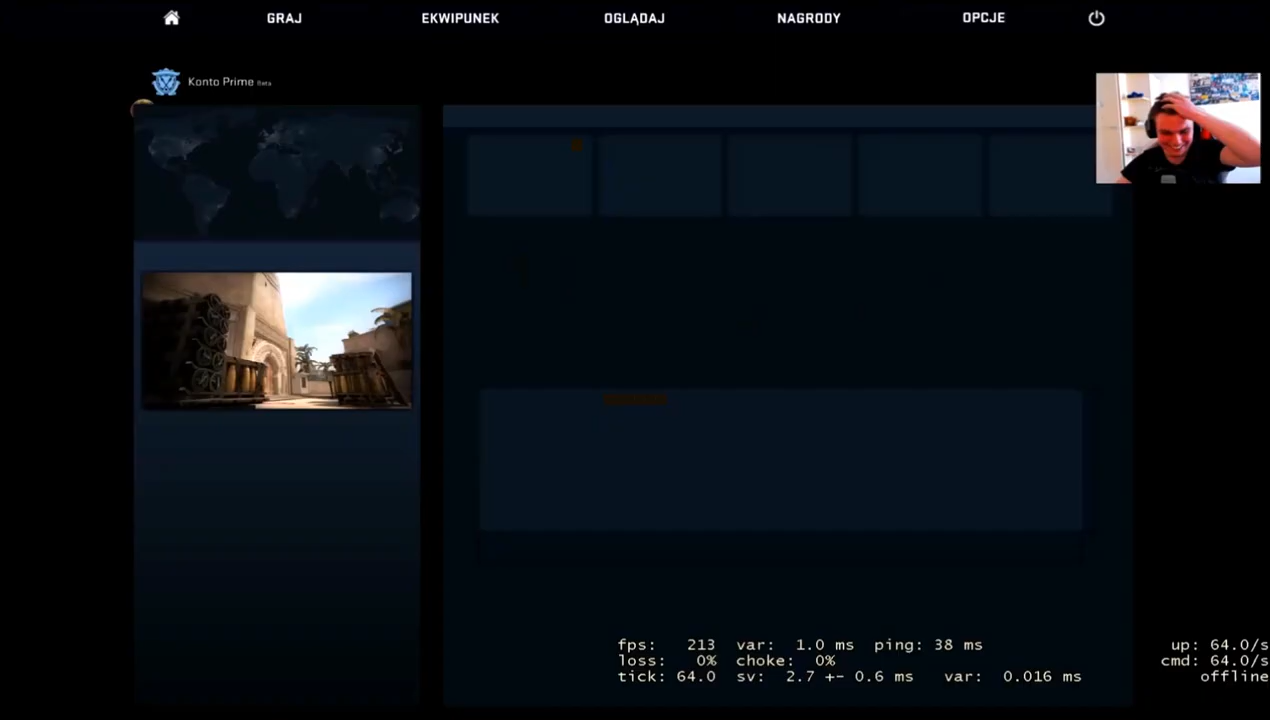 GRAJ EKWIPUNEK OGLĄDAJ NAGRODY OPCJE
Konto Prime Beta
fps: 213 var: 1.0 ms ping: 38 ms up: 64.0/s
loss: 0% choke: 0% cmd: 64.0/s
tick: 64.0 sv: 2.7 +- 0.6 ms var: 0.016 ms offline